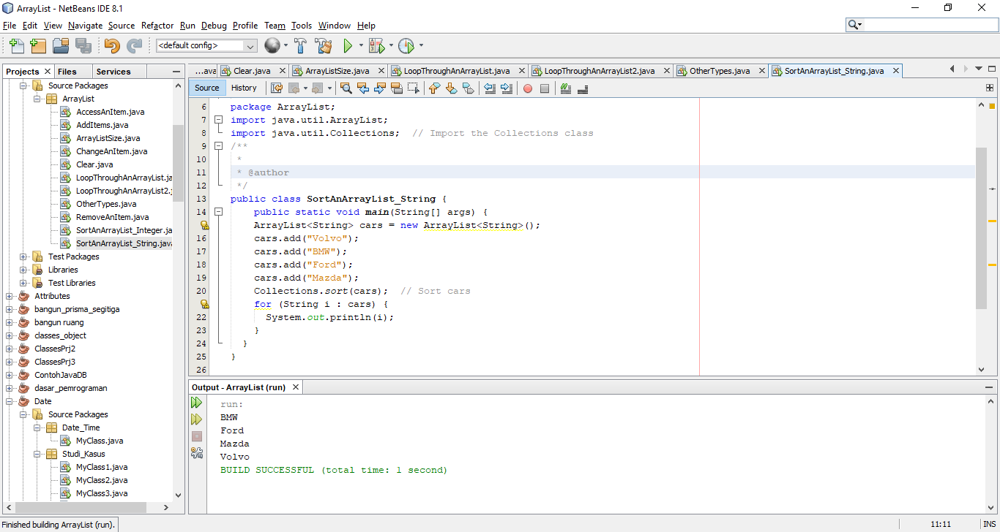 ArrayList - NetBeans IDE 8.1
File Edit View Navigate Source Refactor Run Debug Profile Team Tools Window Help
<default config>
Projects Files Services
...ava Clear.java ArrayListSize.java LoopThroughAnArrayList.java LoopThroughAnArrayList2.java OtherTypes.java SortAnArrayList_String.java
Source History
Source Packages
ArrayList
AccessAnItem.java
AddItems.java
ArrayListSize.java
ChangeAnItem.java
Clear.java
LoopThroughAnArrayList.ja
LoopThroughAnArrayList2.j
OtherTypes.java
RemoveAnItem.java
SortAnArrayList_Integer.ja
SortAnArrayList_String.java
Test Packages
Libraries
Test Libraries
Attributes
bangun_prisma_segitiga
bangun ruang
classes_object
ClassesPrj2
ClassesPrj3
ContohJavaDB
dasar_pemrograman
Date
Source Packages
Date_Time
MyClass.java
Studi_Kasus
MyClass1.java
MyClass2.java
MyClass3.java
6 package ArrayList;
7 import java.util.ArrayList;
8 import java.util.Collections;  // Import the Collections class
9 /**
10 *
11 * @author
12 */
13 public class SortAnArrayList_String {
14 public static void main(String[] args) {
ArrayList<String> cars = new ArrayList<String>();
16 cars.add("Volvo");
17 cars.add("BMW");
18 cars.add("Ford");
19 cars.add("Mazda");
20 Collections.sort(cars);  // Sort cars
for (String i : cars) {
22 System.out.println(i);
23 }
24 }
25 }
26
Output - ArrayList (run)
run:
BMW
Ford
Mazda
Volvo
BUILD SUCCESSFUL (total time: 1 second)
Finished building ArrayList (run).
11:11 INS